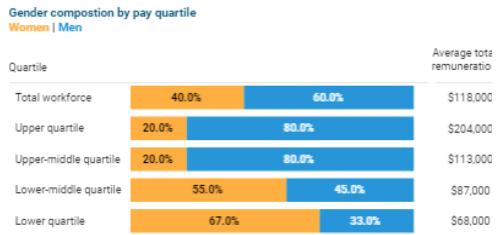 Gender compostion by pay quartile
Women | Men
Quartile Average total remuneration
Total workforce 40.0% 60.0% $118,000
Upper quartile 20.0% 80.0% $204,000
Upper-middle quartile 20.0% 80.0% $113,000
Lower-middle quartile 55.0% 45.0% $87,000
Lower quartile 67.0% 33.0% $68,000